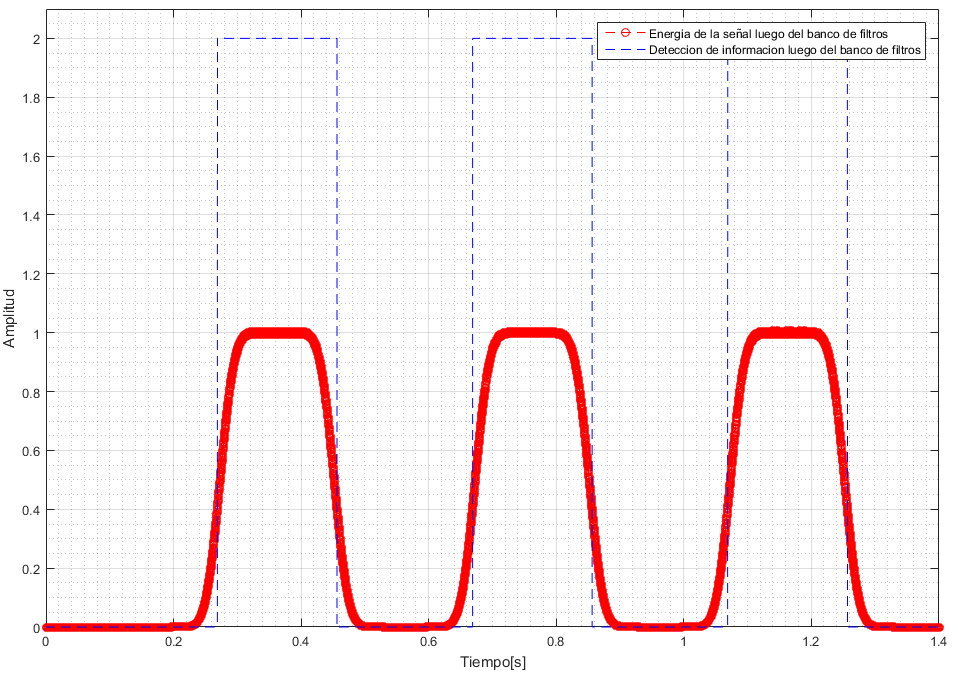 Energia de la señal luego del banco de filtros
Deteccion de informacion luego del banco de filtros
2
1.8
1.6
1.4
1.2
1
0.8
0.6
0.4
0.2
0
Amplitud
0 0.2 0.4 0.6 0.8 1 1.2 1.4
Tiempo[s]